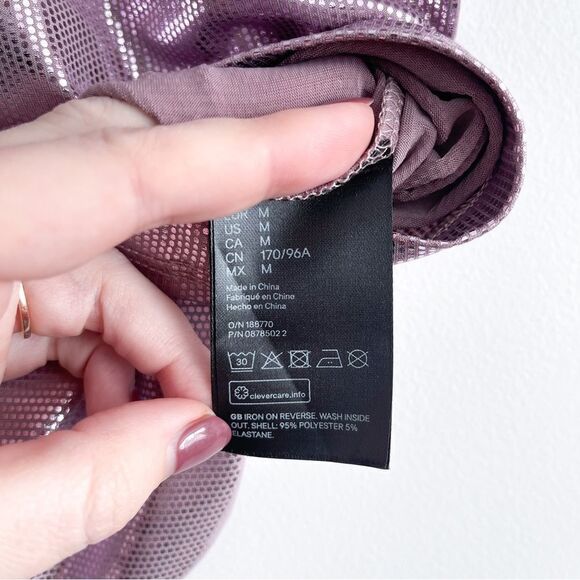 EUR M
US M
CA M
CN 170/96A
MX M
Made in China
Fabriqué en Chine
Hecho en China
O/N 188770
P/N 0878502 2
30
clevercare.info
GB IRON ON REVERSE. WASH INSIDE
OUT. SHELL: 95% POLYESTER 5%
ELASTANE.